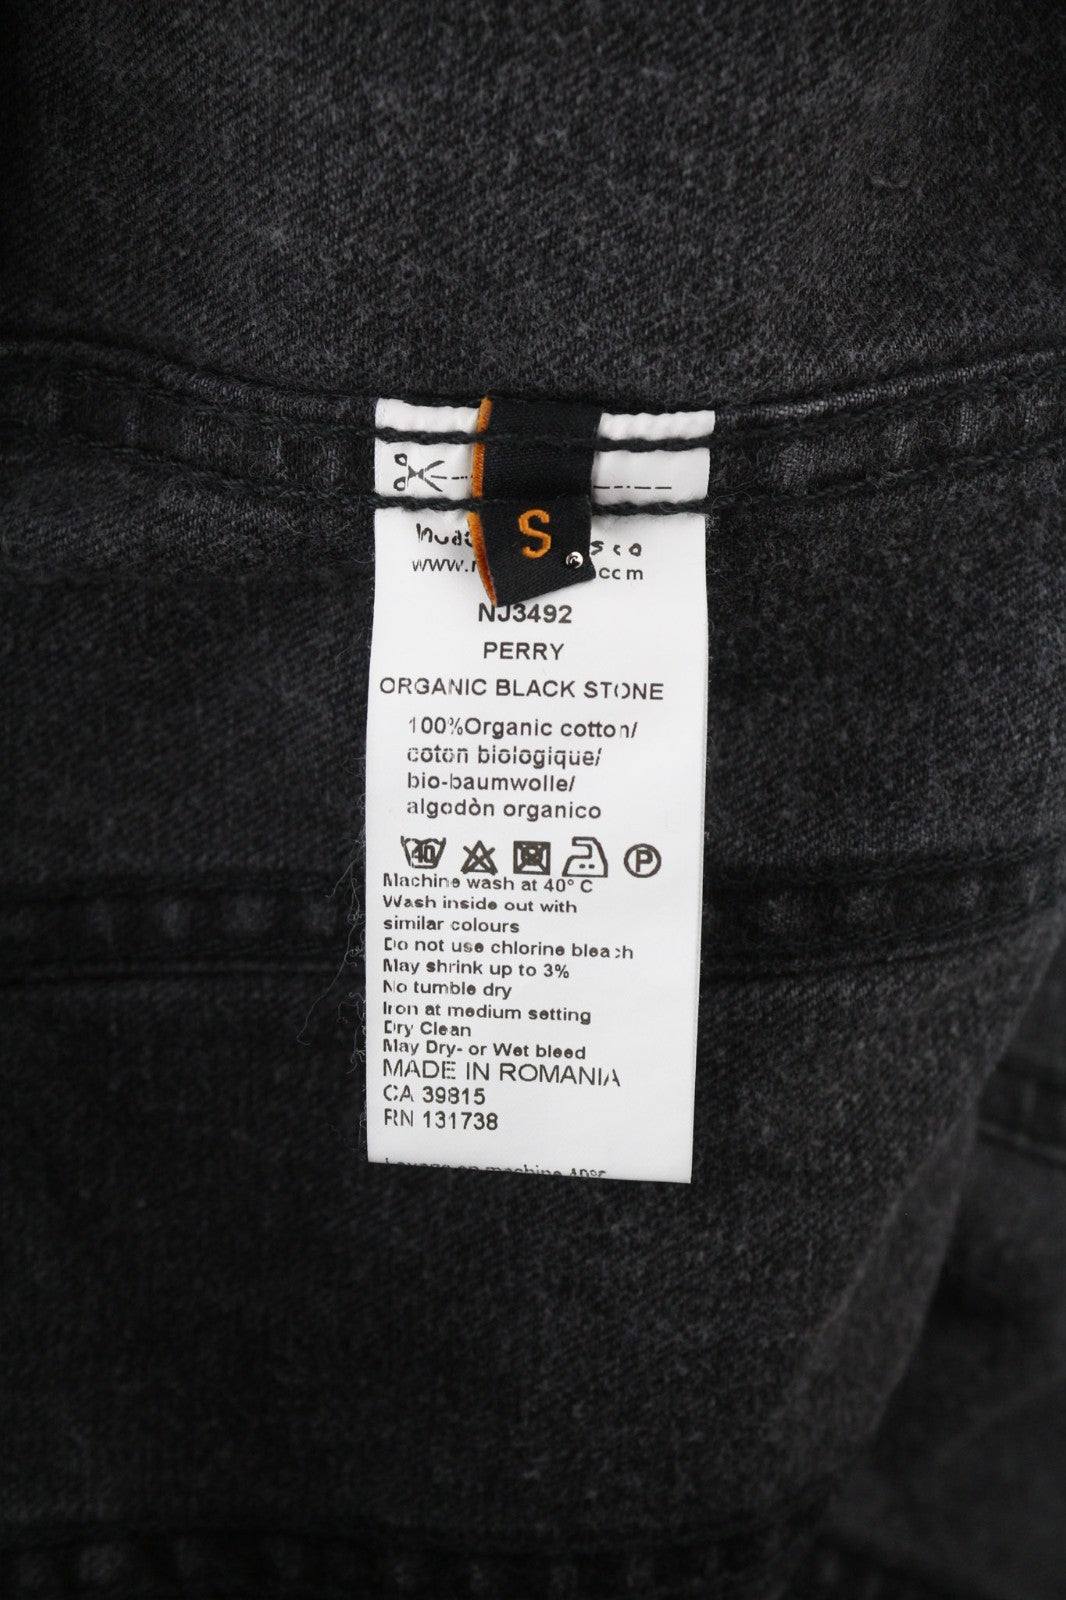 S
NJ3492
PERRY
ORGANIC BLACK STONE
100%Organic cotton/
coton biologique/
bio-baumwolle/
algodòn organico
40 P
Machine wash at 40° C
Wash inside out with
similar colours
Do not use chlorine bleach
May shrink up to 3%
No tumble dry
Iron at medium setting
Dry Clean
May Dry- or Wet bleed
MADE IN ROMANIA
CA 39815
RN 131738